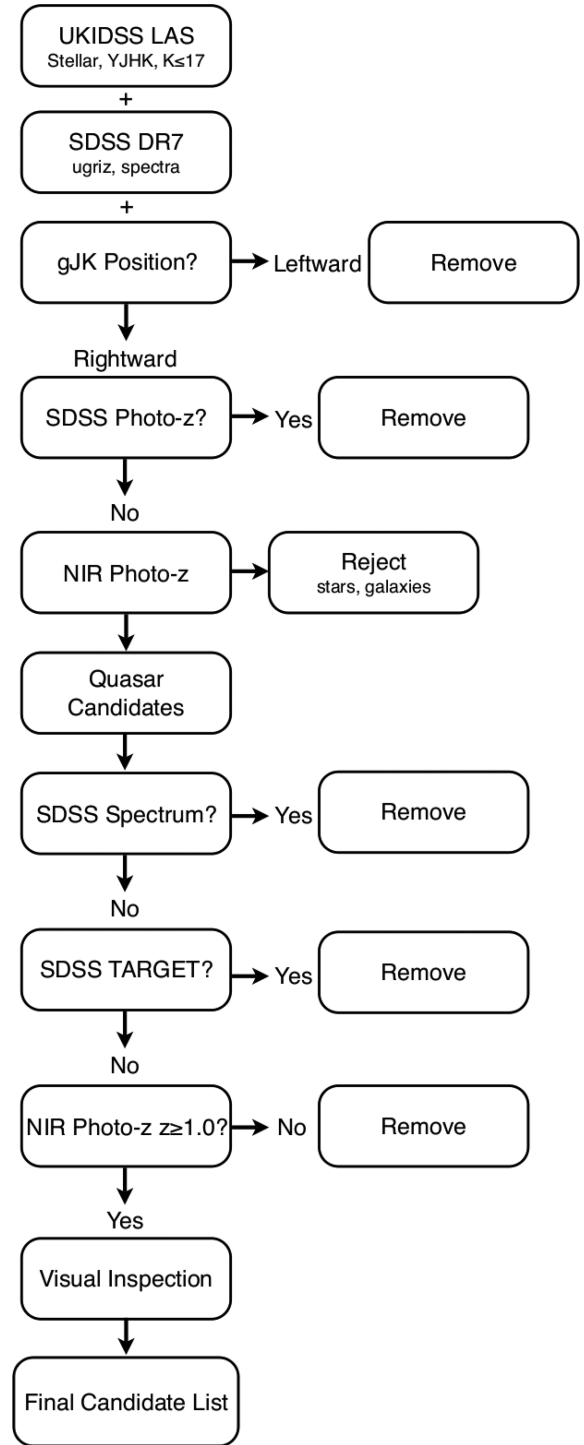 UKIDSS LAS
Stellar, YJHK, K≤17
+
SDSS DR7
ugriz, spectra
+
gJK Position?
Leftward
Remove
Rightward
SDSS Photo-z?
Yes
Remove
No
NIR Photo-z
Reject
stars, galaxies
Quasar
Candidates
SDSS Spectrum?
Yes
Remove
No
SDSS TARGET?
Yes
Remove
No
NIR Photo-z z≥1.0?
No
Remove
Yes
Visual Inspection
Final Candidate List